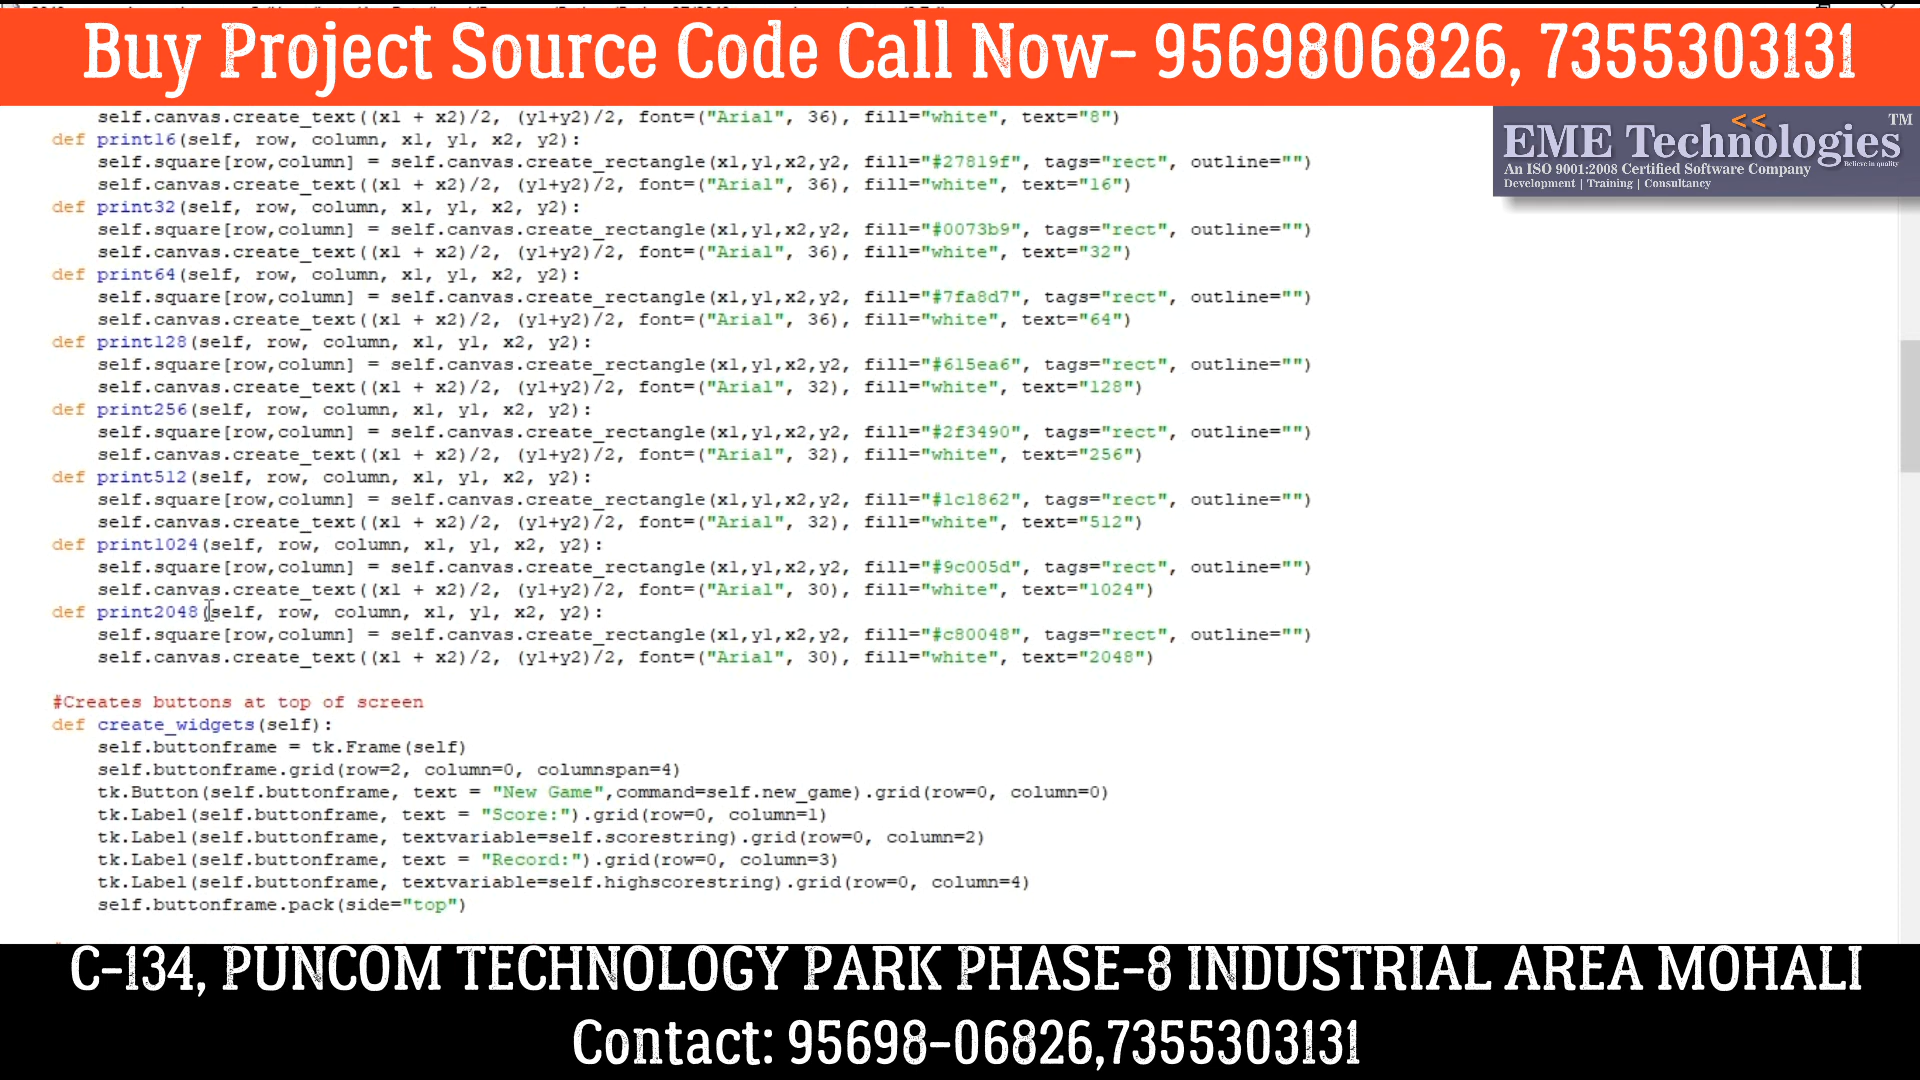 Buy Project Source Code Call Now- 9569806826, 7355303131
<<
TM
EME Technologies
Believe in quality
An ISO 9001:2008 Certified Software Company
Development | Training | Consultancy
        self.canvas.create_text((x1 + x2)/2, (y1+y2)/2, font=("Arial", 36), fill="white", text="8")
    def print16(self, row, column, x1, y1, x2, y2):
        self.square[row,column] = self.canvas.create_rectangle(x1,y1,x2,y2, fill="#27819f", tags="rect", outline="")
        self.canvas.create_text((x1 + x2)/2, (y1+y2)/2, font=("Arial", 36), fill="white", text="16")
    def print32(self, row, column, x1, y1, x2, y2):
        self.square[row,column] = self.canvas.create_rectangle(x1,y1,x2,y2, fill="#0073b9", tags="rect", outline="")
        self.canvas.create_text((x1 + x2)/2, (y1+y2)/2, font=("Arial", 36), fill="white", text="32")
    def print64(self, row, column, x1, y1, x2, y2):
        self.square[row,column] = self.canvas.create_rectangle(x1,y1,x2,y2, fill="#7fa8d7", tags="rect", outline="")
        self.canvas.create_text((x1 + x2)/2, (y1+y2)/2, font=("Arial", 36), fill="white", text="64")
    def print128(self, row, column, x1, y1, x2, y2):
        self.square[row,column] = self.canvas.create_rectangle(x1,y1,x2,y2, fill="#615ea6", tags="rect", outline="")
        self.canvas.create_text((x1 + x2)/2, (y1+y2)/2, font=("Arial", 32), fill="white", text="128")
    def print256(self, row, column, x1, y1, x2, y2):
        self.square[row,column] = self.canvas.create_rectangle(x1,y1,x2,y2, fill="#2f3490", tags="rect", outline="")
        self.canvas.create_text((x1 + x2)/2, (y1+y2)/2, font=("Arial", 32), fill="white", text="256")
    def print512(self, row, column, x1, y1, x2, y2):
        self.square[row,column] = self.canvas.create_rectangle(x1,y1,x2,y2, fill="#1c1862", tags="rect", outline="")
        self.canvas.create_text((x1 + x2)/2, (y1+y2)/2, font=("Arial", 32), fill="white", text="512")
    def print1024(self, row, column, x1, y1, x2, y2):
        self.square[row,column] = self.canvas.create_rectangle(x1,y1,x2,y2, fill="#9c005d", tags="rect", outline="")
        self.canvas.create_text((x1 + x2)/2, (y1+y2)/2, font=("Arial", 30), fill="white", text="1024")
    def print2048(self, row, column, x1, y1, x2, y2):
        self.square[row,column] = self.canvas.create_rectangle(x1,y1,x2,y2, fill="#c80048", tags="rect", outline="")
        self.canvas.create_text((x1 + x2)/2, (y1+y2)/2, font=("Arial", 30), fill="white", text="2048")
    #Creates buttons at top of screen
    def create_widgets(self):
        self.buttonframe = tk.Frame(self)
        self.buttonframe.grid(row=2, column=0, columnspan=4)
        tk.Button(self.buttonframe, text = "New Game",command=self.new_game).grid(row=0, column=0)
        tk.Label(self.buttonframe, text = "Score:").grid(row=0, column=1)
        tk.Label(self.buttonframe, textvariable=self.scorestring).grid(row=0, column=2)
        tk.Label(self.buttonframe, text = "Record:").grid(row=0, column=3)
        tk.Label(self.buttonframe, textvariable=self.highscorestring).grid(row=0, column=4)
        self.buttonframe.pack(side="top")
C-134, PUNCOM TECHNOLOGY PARK PHASE-8 INDUSTRIAL AREA MOHALI
Contact: 95698-06826,7355303131